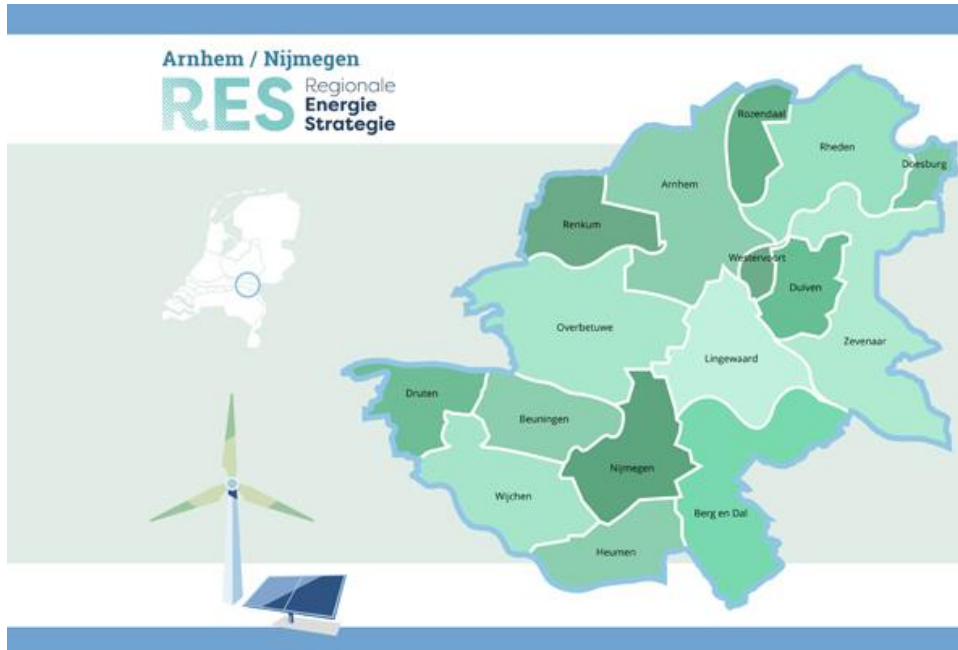 Arnhem / Nijmegen
RES Regionale
Energie
Strategie
Rozendaal
Rheden
Doesburg
Arnhem
Renkum
Westervoort
Duiven
Overbetuwe
Zevenaar
Lingewaard
Druten
Beuningen
Nijmegen
Wijchen
Berg en Dal
Heumen